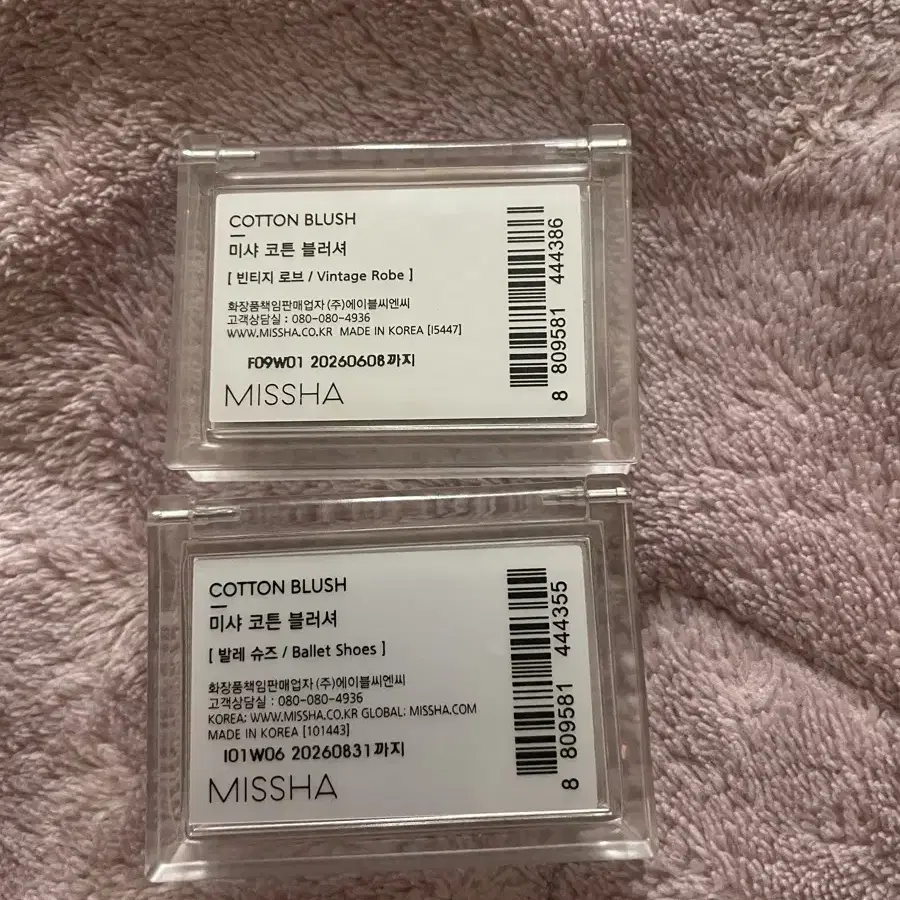 COTTON BLUSH
미샤 코튼 블러셔
[ 빈티지 로브 / Vintage Robe ]
화장품책임판매업자 (주)에이블씨엔씨
고객상담실 : 080-080-4936
WWW.MISSHA.CO.KR MADE IN KOREA [I5447]
F09W01 20260608까지
MISSHA
8 809581 444386
COTTON BLUSH
미샤 코튼 블러셔
[ 발레 슈즈 / Ballet Shoes ]
화장품책임판매업자 (주)에이블씨엔씨
고객상담실 : 080-080-4936
KOREA: WWW.MISSHA.CO.KR GLOBAL: MISSHA.COM
MADE IN KOREA [101443]
I01W06 20260831까지
MISSHA
8 809581 444355